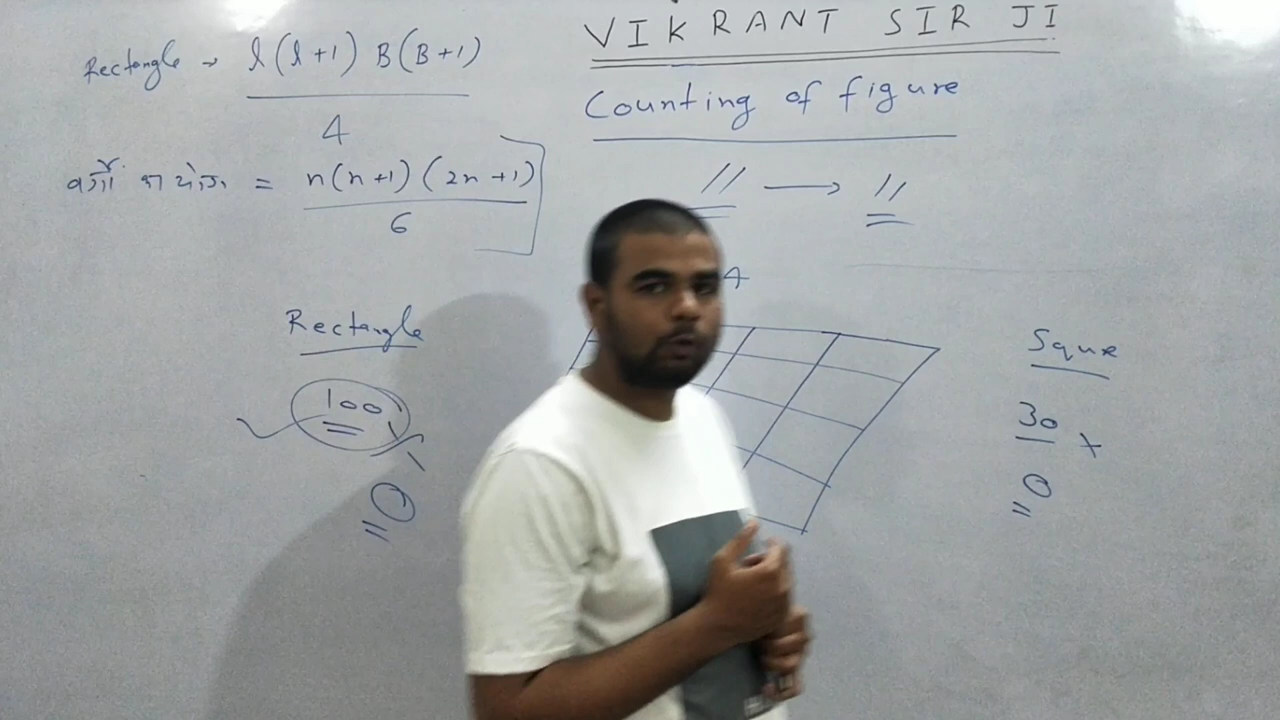 VIKRANT SIR JI
Counting of figure
Rectangle → l(l+1) B(B+1)
4
वर्गों का योग = n(n+1)(2n+1)
6
// → //
4
Rectangle
100
0
Squre
30 x
0